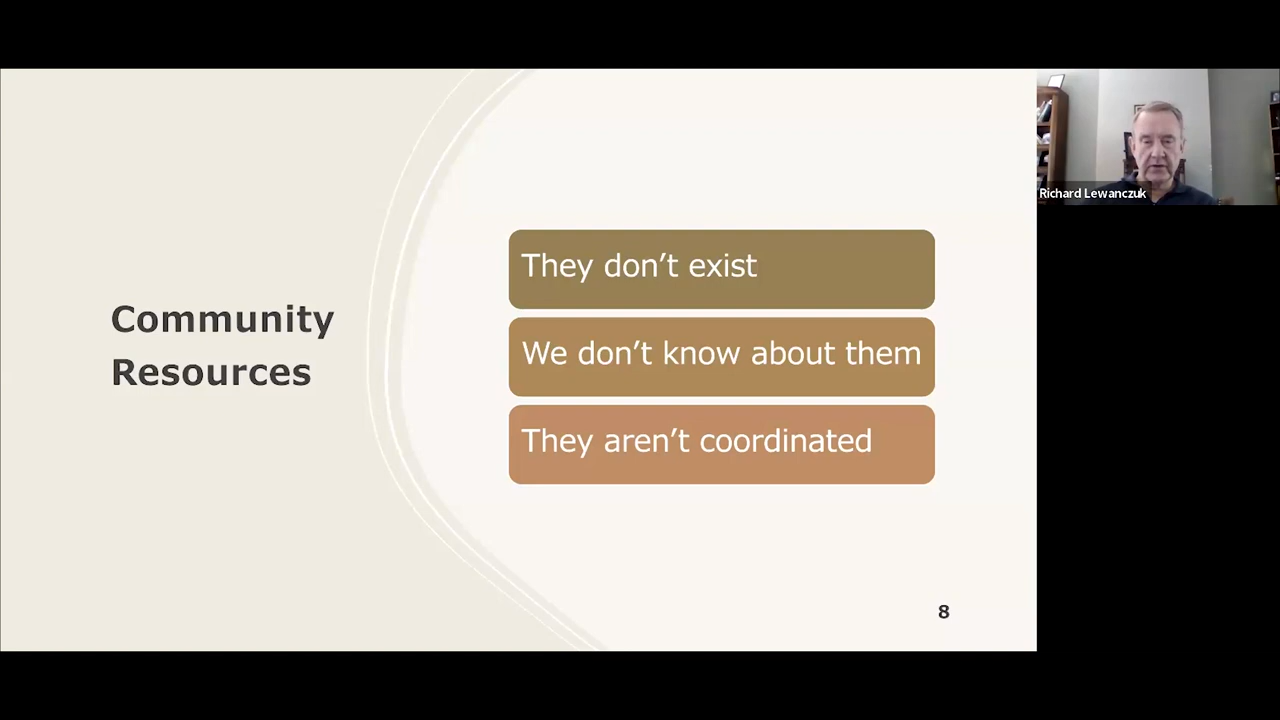 Community
Resources
They don’t exist
We don’t know about them
They aren’t coordinated
8
Richard Lewanczuk